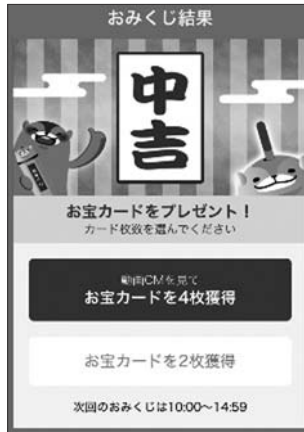 おみくじ結果
中吉
お宝カードをプレゼント！
カード枚数を選んでください
動画CMを見て
お宝カードを4枚獲得
お宝カードを2枚獲得
次回のおみくじは10:00〜14:59